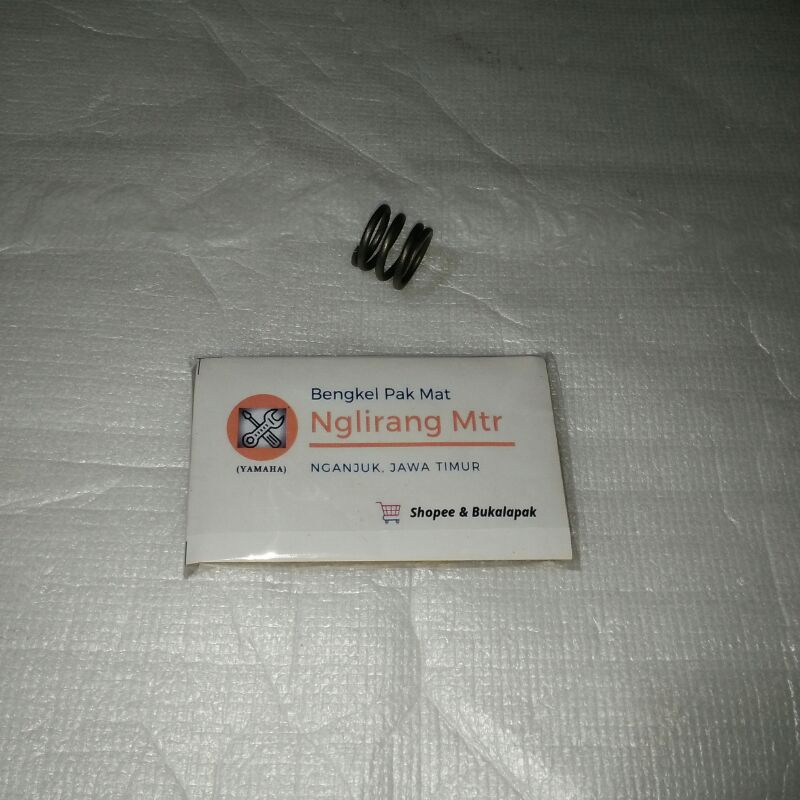 Bengkel Pak Mat
Nglirang Mtr
(YAMAHA)
NGANJUK, JAWA TIMUR
Shopee & Bukalapak